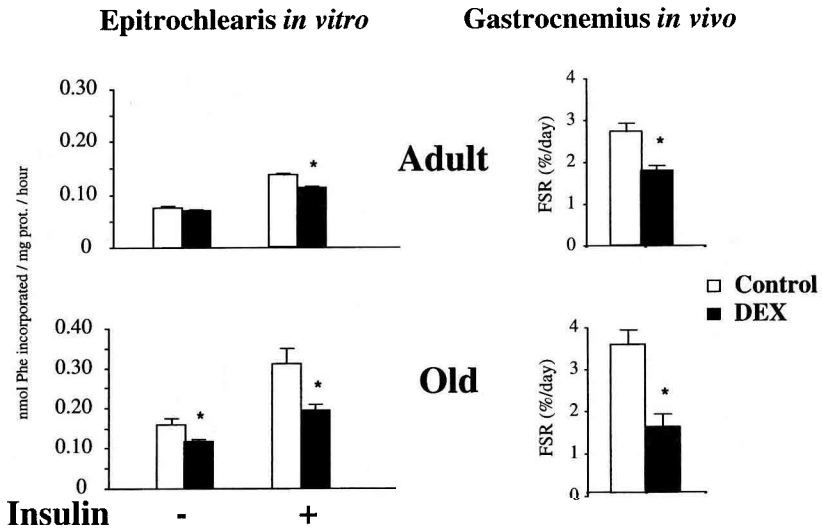 Epitrochlearis in vitro
Gastrocnemius in vivo
nmol Phe incorporated / mg prot. / hour
0.30
0.20
0.10
0
*
Adult
FSR (%/day)
4
3
2
1
0
*
Control
DEX
0.40
0.30
0.20
0.10
0
*
*
Old
FSR (%/day)
4
3
2
1
0
*
Insulin - +